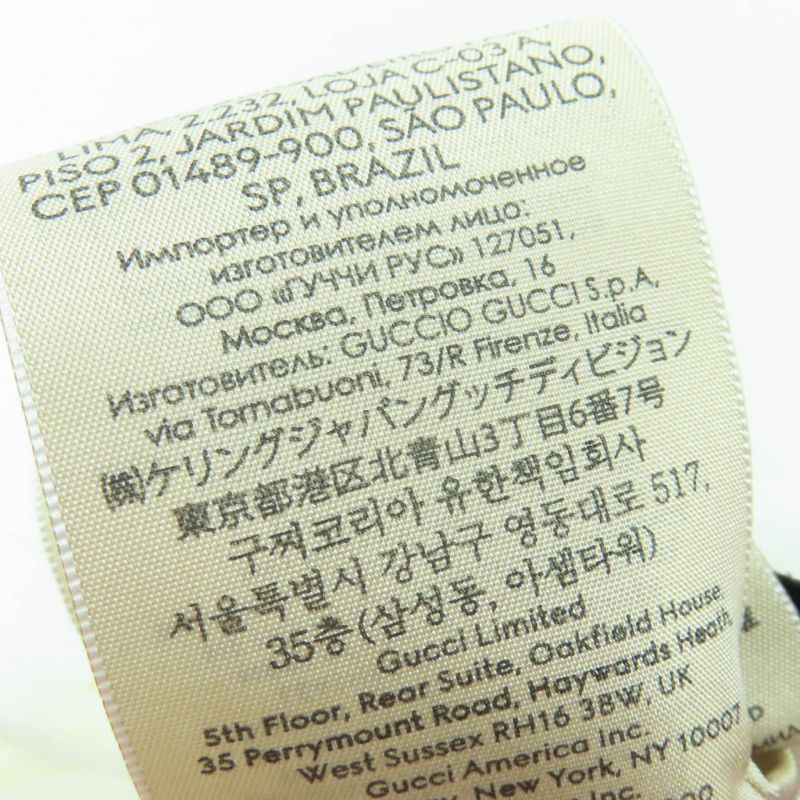 LIMA, 2.232, LOJA C-03 A,
PISO 2, JARDIM PAULISTANO,
CEP 01489-900, SÃO PAULO,
SP, BRAZIL
Импортер и уполномоченное
изготовителем лицо:
ООО «ГУЧЧИ РУС» 127051,
Москва, Петровка, 16
Изготовитель: GUCCIO GUCCI S.p.A,
via Tornabuoni, 73/R Firenze, Italia
(株)ケリングジャパングッチディビジョン
東京都港区北青山3丁目6番7号
구찌코리아 유한책임회사
서울특별시 강남구 영동대로 517,
35층 (삼성동, 아셈타워)
Gucci Limited
5th Floor, Rear Suite, Oakfield House
35 Perrymount Road, Haywards Heath
West Sussex RH16 3BW, UK
Gucci America Inc.
New York, NY 10007
Inc.